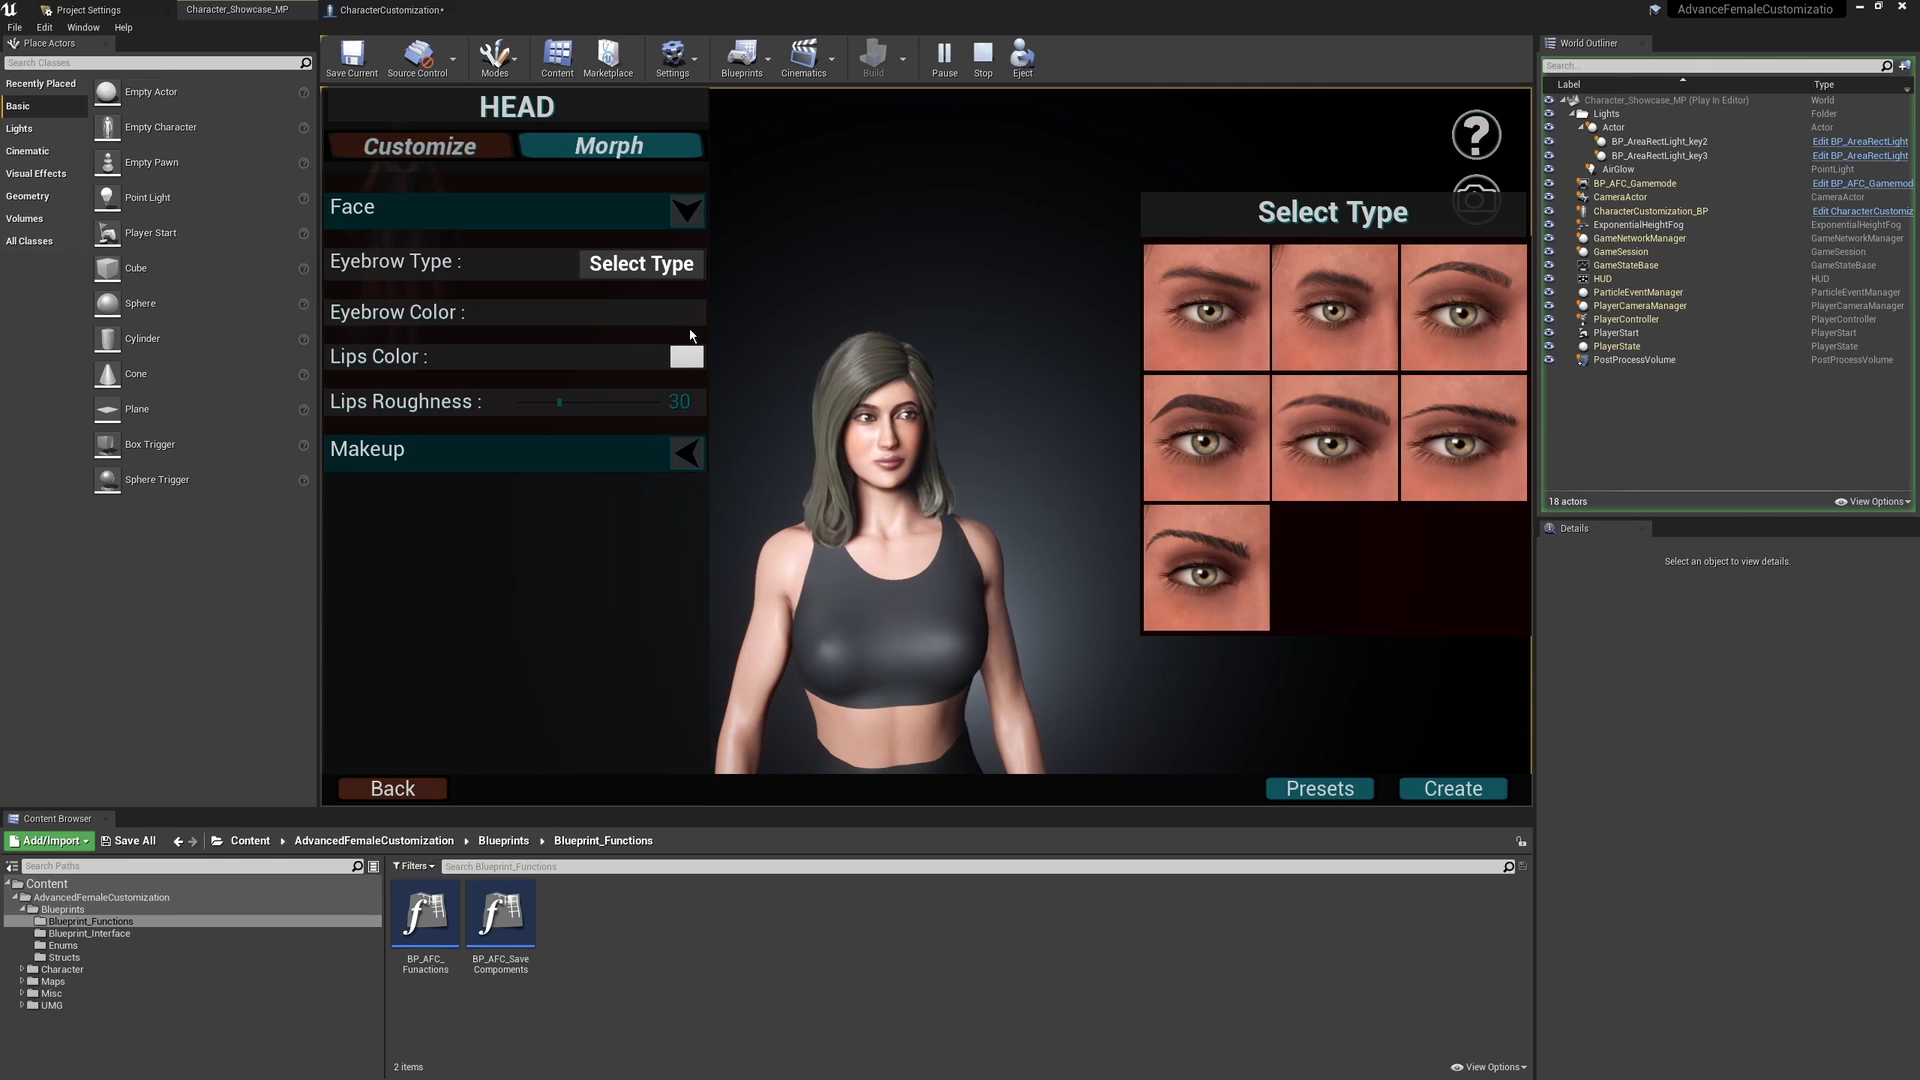 Project Settings
Character_Showcase_MP
CharacterCustomization*
AdvanceFemaleCustomizatio
File Edit Window Help
Place Actors
Search Classes
Recently Placed
Basic
Lights
Cinematic
Visual Effects
Geometry
Volumes
All Classes
Empty Actor
Empty Character
Empty Pawn
Point Light
Player Start
Cube
Sphere
Cylinder
Cone
Plane
Box Trigger
Sphere Trigger
Save Current Source Control Modes Content Marketplace Settings Blueprints Cinematics Build Pause Stop Eject
HEAD
Customize Morph
Face
Eyebrow Type : Select Type
Eyebrow Color :
Lips Color :
Lips Roughness : 30
Makeup
?
Select Type
Back Presets Create
World Outliner
Search...
Label Type
Character_Showcase_MP (Play In Editor) World
Lights Folder
Actor Actor
BP_AreaRectLight_key2 Edit BP_AreaRectLight
BP_AreaRectLight_key3 Edit BP_AreaRectLight
AirGlow PointLight
BP_AFC_Gamemode Edit BP_AFC_Gamemod
CameraActor CameraActor
CharacterCustomization_BP Edit CharacterCustomiz
ExponentialHeightFog ExponentialHeightFog
GameNetworkManager GameNetworkManager
GameSession GameSession
GameStateBase GameStateBase
HUD HUD
ParticleEventManager ParticleEventManager
PlayerCameraManager PlayerCameraManager
PlayerController PlayerController
PlayerStart PlayerStart
PlayerState PlayerState
PostProcessVolume PostProcessVolume
18 actors View Options
Details
Select an object to view details.
Content Browser
Add/Import Save All Content AdvancedFemaleCustomization Blueprints Blueprint_Functions
Search Paths
Filters Search Blueprint_Functions
Content
AdvancedFemaleCustomization
Blueprints
Blueprint_Functions
Blueprint_Interface
Enums
Structs
Character
Maps
Misc
UMG
BP_AFC_
Funactions
BP_AFC_Save
Compoments
2 items View Options